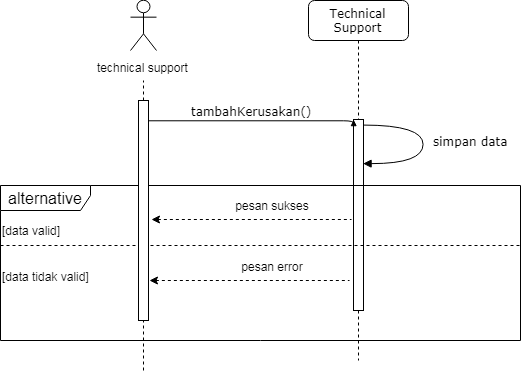 Technical
Support
technical support
tambahKerusakan()
simpan data
alternative
pesan sukses
[data valid]
pesan error
[data tidak valid]